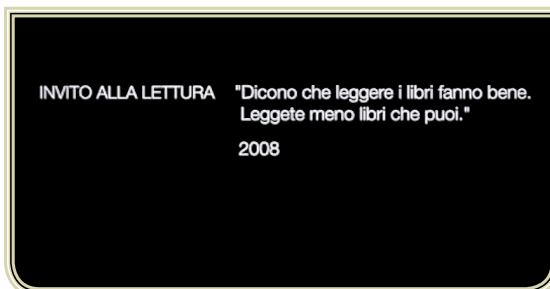 INVITO ALLA LETTURA "Dicono che leggere i libri fanno bene.
Leggete meno libri che puoi."
2008